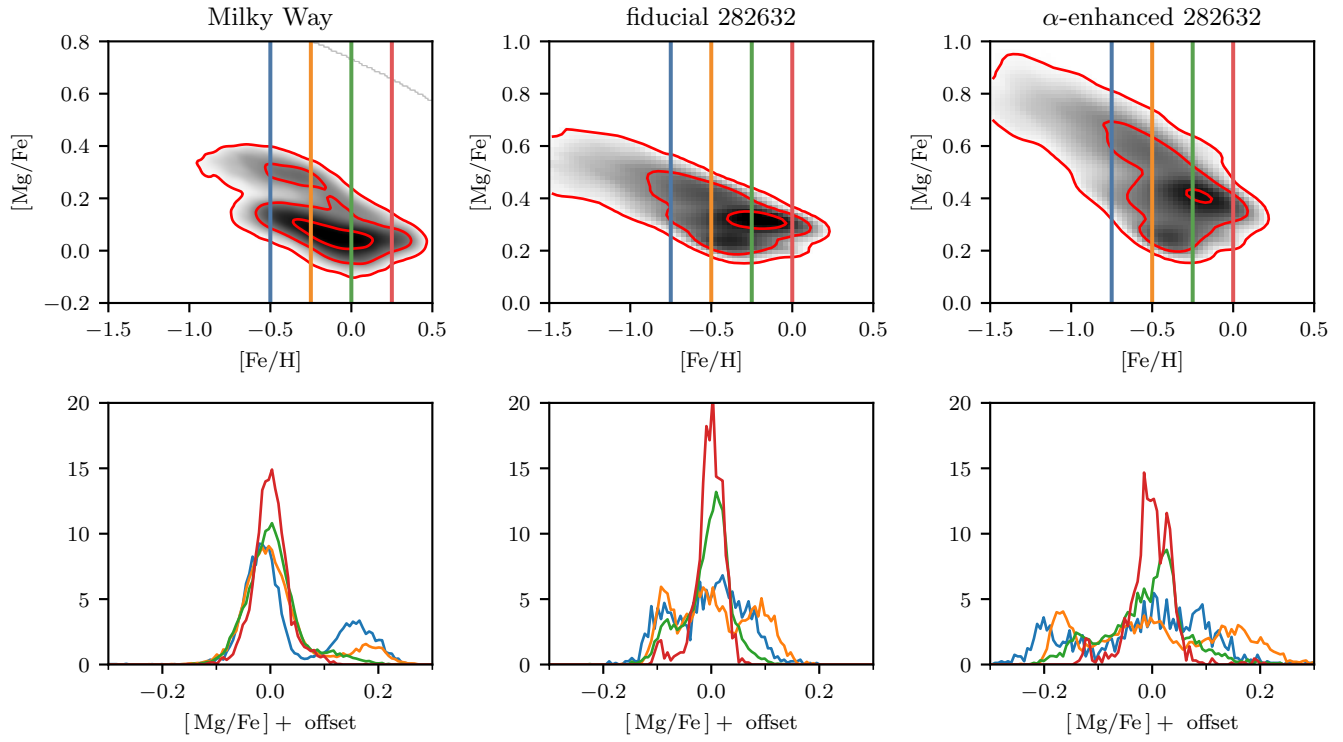 Milky Way
fiducial 282632
α-enhanced 282632
0.8
0.6
0.4
0.2
0.0
−0.2
[Mg/Fe]
−1.5 −1.0 −0.5 0.0 0.5
[Fe/H]
1.0
0.8
0.6
0.4
0.2
0.0
[Mg/Fe]
−1.5 −1.0 −0.5 0.0 0.5
[Fe/H]
1.0
0.8
0.6
0.4
0.2
0.0
[Mg/Fe]
−1.5 −1.0 −0.5 0.0 0.5
[Fe/H]
20
15
10
5
0
−0.2 0.0 0.2
[Mg/Fe] + offset
20
15
10
5
0
−0.2 0.0 0.2
[Mg/Fe] + offset
20
15
10
5
0
−0.2 0.0 0.2
[Mg/Fe] + offset